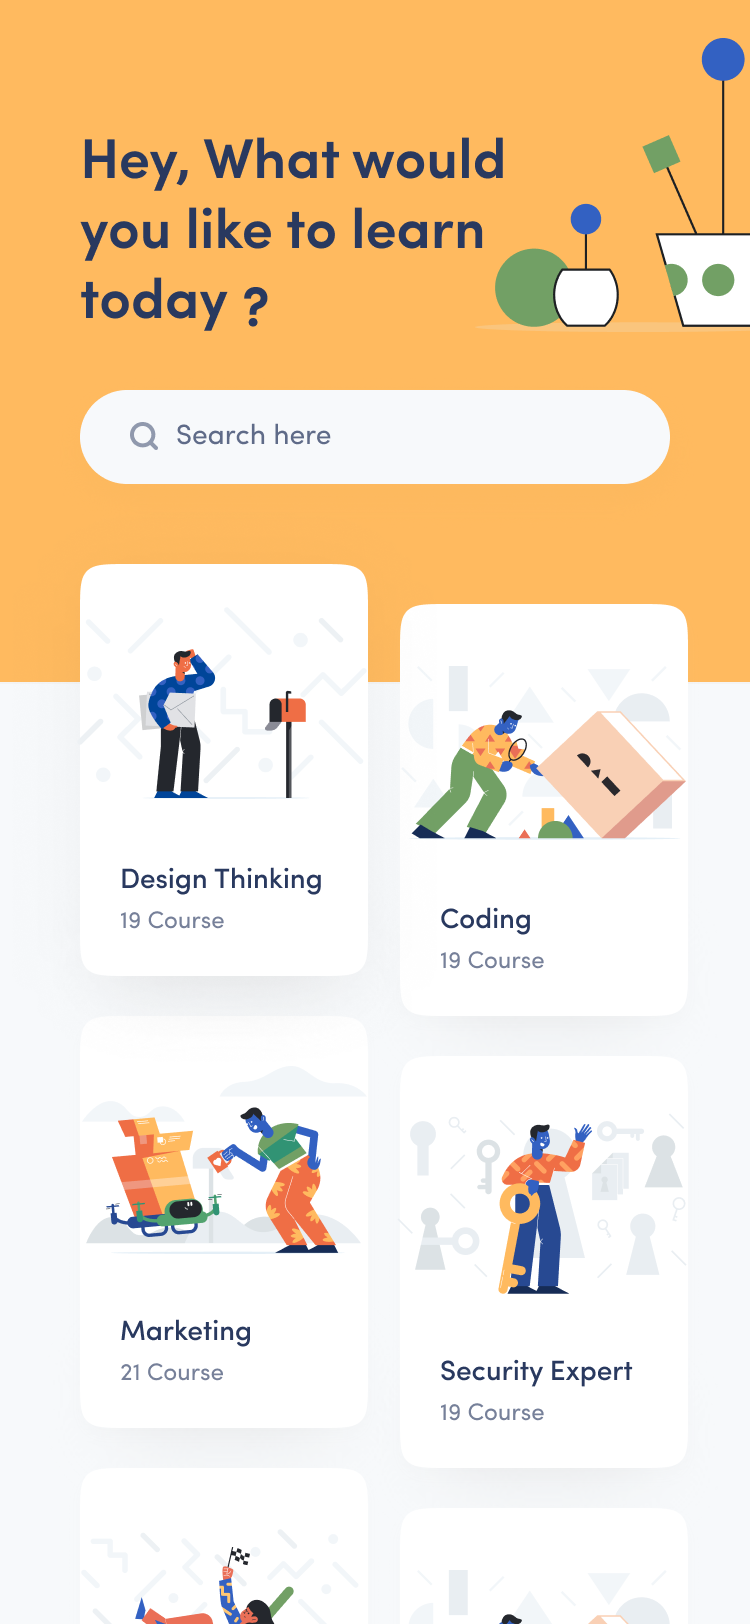 Hey, What would
you like to learn
today ?
Search here
Design Thinking
19 Course
Coding
19 Course
Marketing
21 Course
Security Expert
19 Course